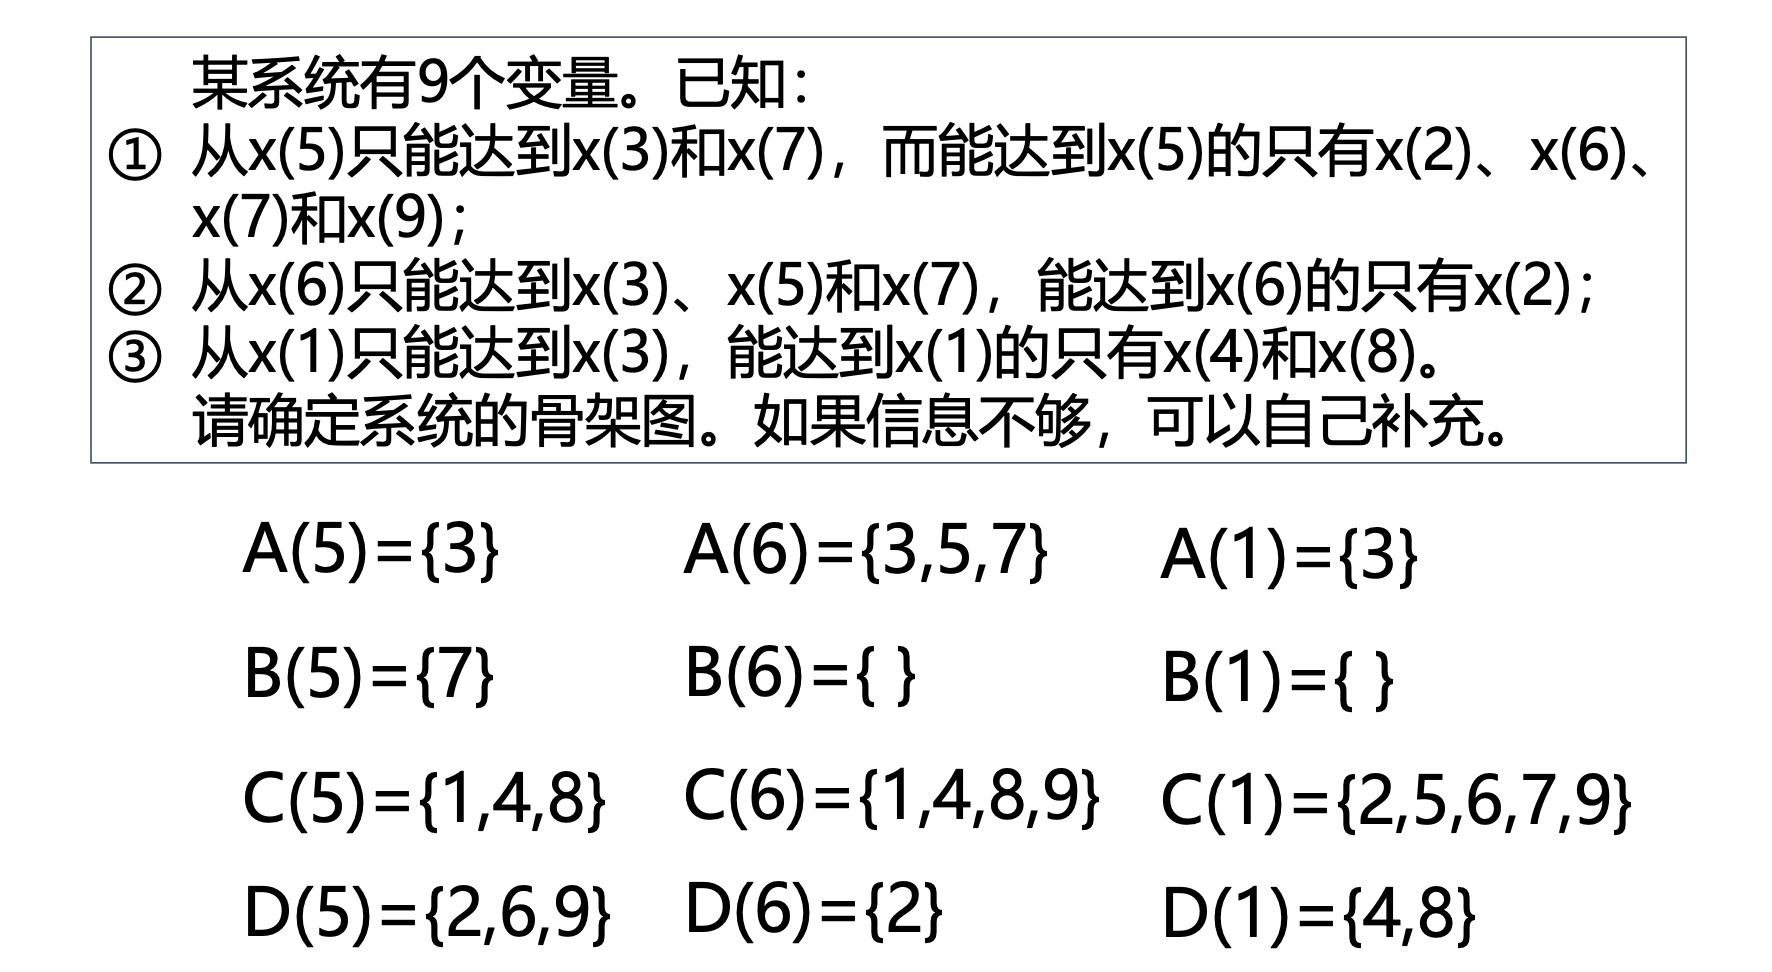 某系统有9个变量。已知：
① 从x(5)只能达到x(3)和x(7)，而能达到x(5)的只有x(2)、x(6)、
x(7)和x(9)；
② 从x(6)只能达到x(3)、x(5)和x(7)，能达到x(6)的只有x(2)；
③ 从x(1)只能达到x(3)，能达到x(1)的只有x(4)和x(8)。
请确定系统的骨架图。如果信息不够，可以自己补充。
A(5)={3} A(6)={3,5,7} A(1)={3}
B(5)={7} B(6)={ } B(1)={ }
C(5)={1,4,8} C(6)={1,4,8,9} C(1)={2,5,6,7,9}
D(5)={2,6,9} D(6)={2} D(1)={4,8}